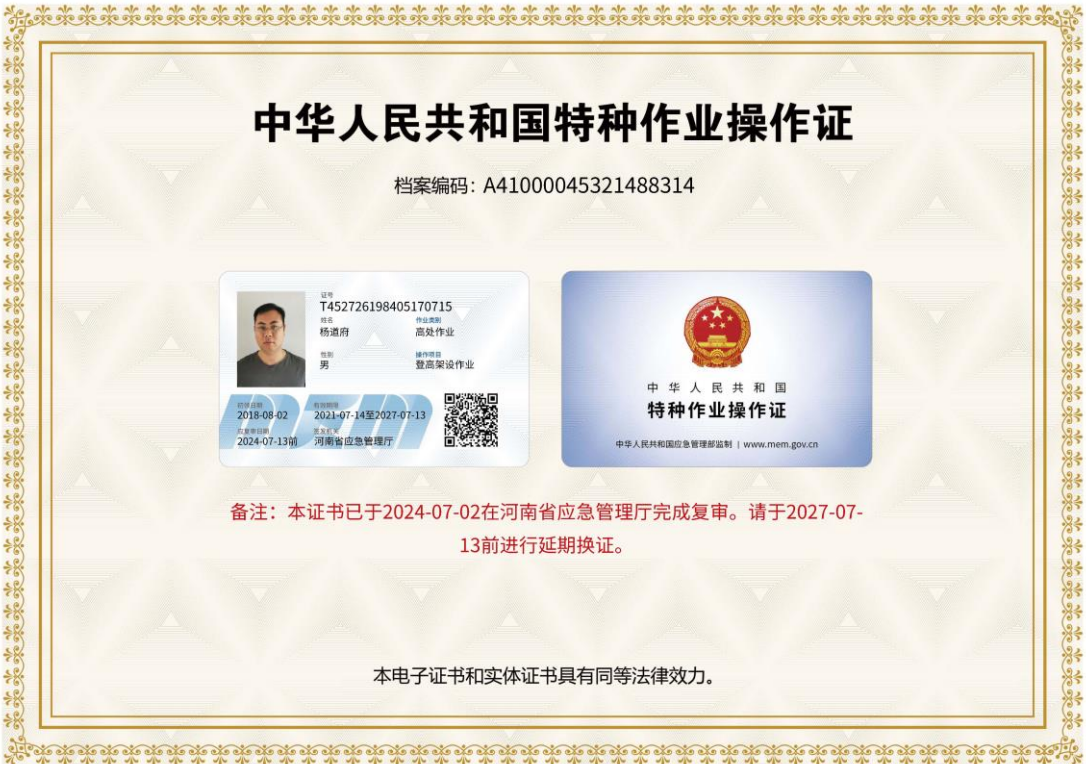 中华人民共和国特种作业操作证
档案编码：A41000045321488314
证号
T452726198405170715
姓名 作业类别
杨道府 高处作业
性别 操作项目
男 登高架设作业
初领日期 有效期限
2018-08-02 2021-07-14至2027-07-13
应复审日期 签发机关
2024-07-13前 河南省应急管理厅
中华人民共和国
特种作业操作证
中华人民共和国应急管理部监制 | www.mem.gov.cn
备注：本证书已于2024-07-02在河南省应急管理厅完成复审。请于2027-07-
13前进行延期换证。
本电子证书和实体证书具有同等法律效力。